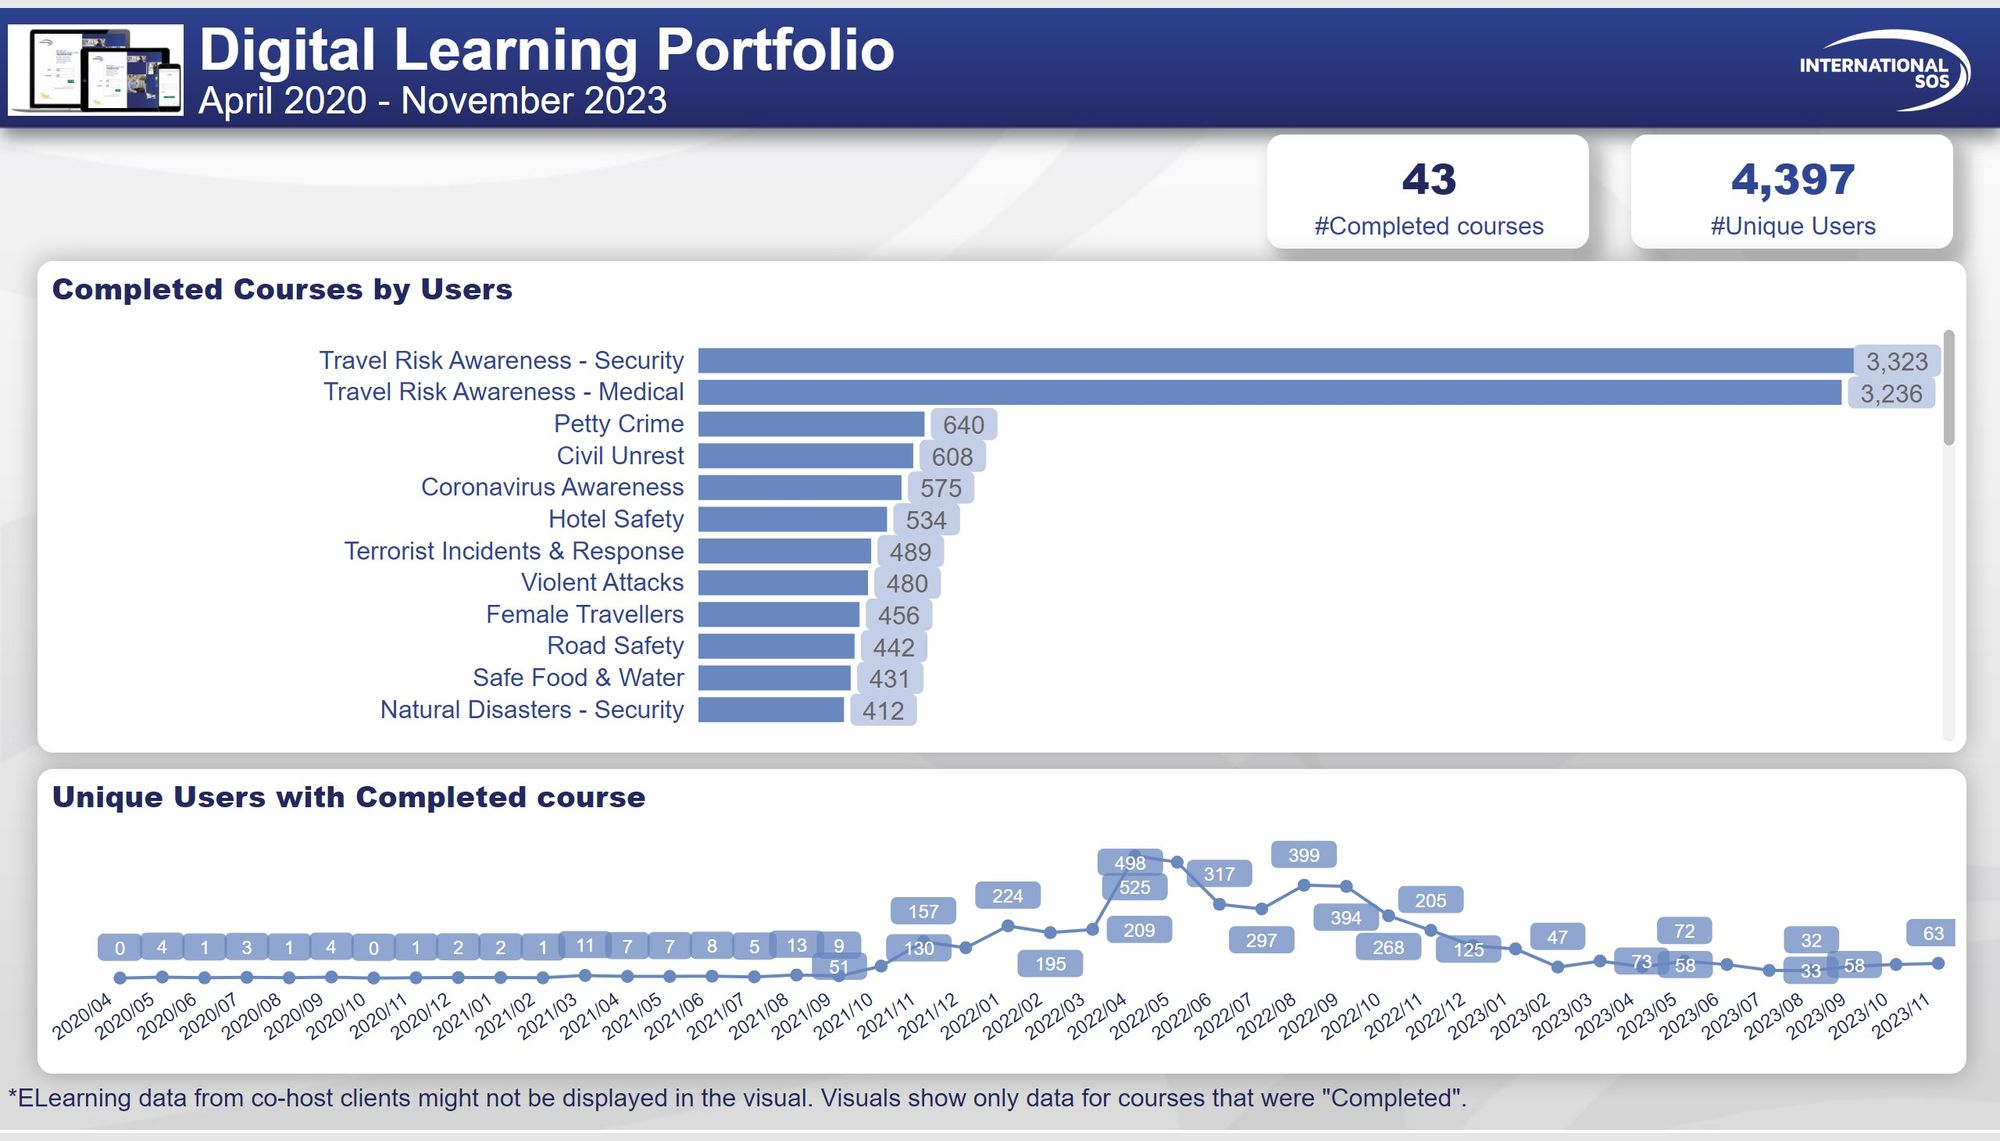 Digital Learning Portfolio
April 2020 - November 2023
INTERNATIONAL
SOS
43
#Completed courses
4,397
#Unique Users
Completed Courses by Users
Travel Risk Awareness - Security 3,323
Travel Risk Awareness - Medical 3,236
Petty Crime 640
Civil Unrest 608
Coronavirus Awareness 575
Hotel Safety 534
Terrorist Incidents & Response 489
Violent Attacks 480
Female Travellers 456
Road Safety 442
Safe Food & Water 431
Natural Disasters - Security 412
Unique Users with Completed course
0 4 1 3 1 4 0 1 2 2 1 11 7 7 8 5 13 9 51 157 130 224 195 209 525 498 317 297 399 394 268 205 125 47 73 72 58 32 33 58 63
2020/04 2020/05 2020/06 2020/07 2020/08 2020/09 2020/10 2020/11 2020/12 2021/01 2021/02 2021/03 2021/04 2021/05 2021/06 2021/07 2021/08 2021/09 2021/10 2021/11 2021/12 2022/01 2022/02 2022/03 2022/04 2022/05 2022/06 2022/07 2022/08 2022/09 2022/10 2022/11 2022/12 2023/01 2023/02 2023/03 2023/04 2023/05 2023/06 2023/07 2023/08 2023/09 2023/10 2023/11
*ELearning data from co-host clients might not be displayed in the visual. Visuals show only data for courses that were "Completed".